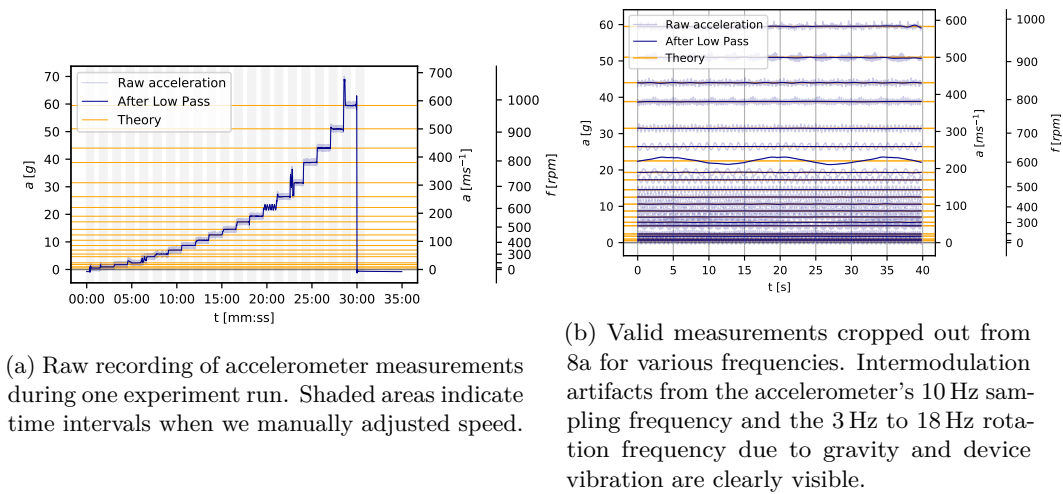 Raw acceleration
After Low Pass
Theory
70
60
50
40
30
20
10
0
a [g]
700
600
500
400
300
200
100
0
a [ms⁻¹]
1000
900
800
700
600
500
400
300
0
f [rpm]
00:00 05:00 10:00 15:00 20:00 25:00 30:00 35:00
t [mm:ss]
(a) Raw recording of accelerometer measurements
during one experiment run. Shaded areas indicate
time intervals when we manually adjusted speed.
Raw acceleration
After Low Pass
Theory
60
50
40
30
20
10
0
a [g]
600
500
400
300
200
100
0
a [ms⁻¹]
1000
900
800
700
600
500
400
300
0
f [rpm]
0 5 10 15 20 25 30 35 40
t [s]
(b) Valid measurements cropped out from
8a for various frequencies. Intermodulation
artifacts from the accelerometer's 10 Hz sam-
pling frequency and the 3 Hz to 18 Hz rota-
tion frequency due to gravity and device
vibration are clearly visible.